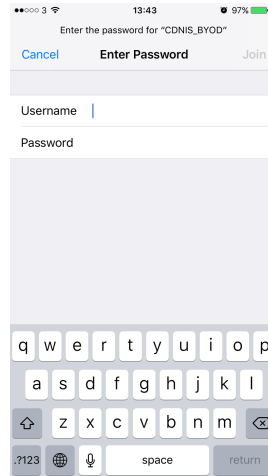 3 13:43 97%
Enter the password for “CDNIS_BYOD”
Cancel Enter Password Join
Username
Password
q w e r t y u i o p
a s d f g h j k l
z x c v b n m
.?123 space return